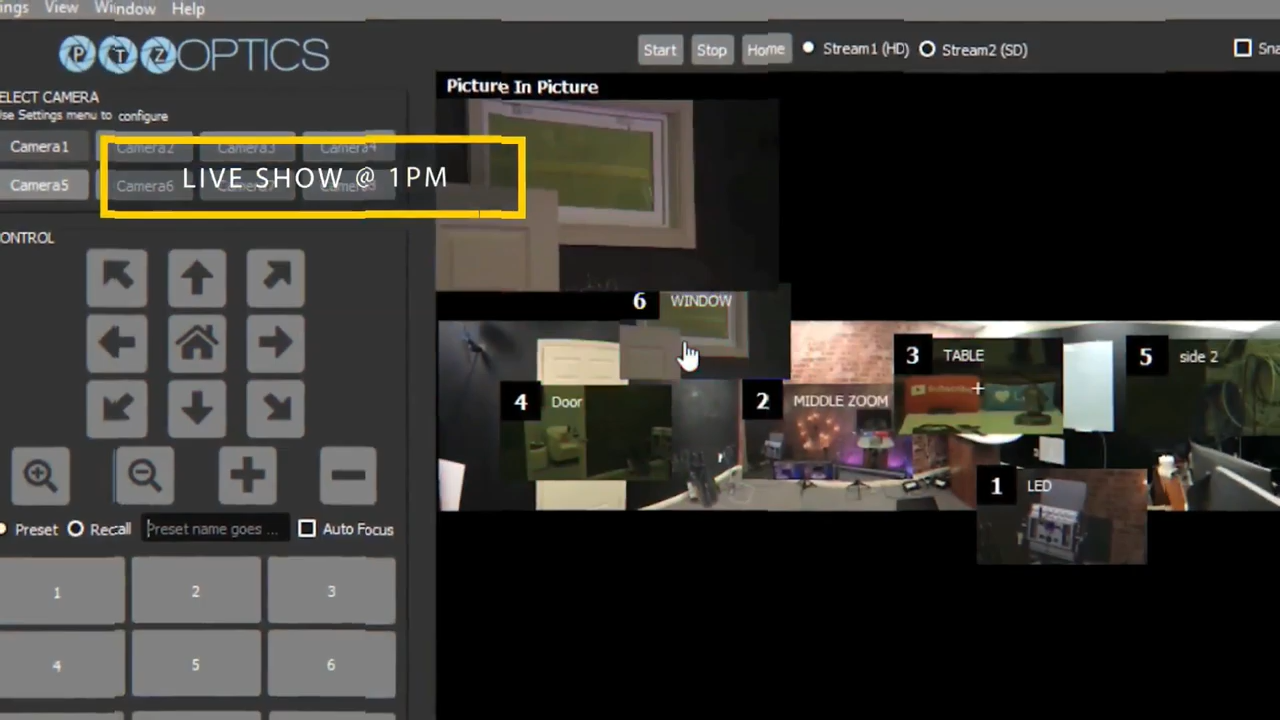 ngs View Window Help
PTZOPTICS
Start Stop Home Stream1 (HD) Stream2 (SD) Sna
Picture In Picture
ELECT CAMERA
Use Settings menu to configure
Camera1 Camera2 Camera3 Camera4
LIVE SHOW @ 1PM
Camera5 Camera6
ONTROL
6 WINDOW
3 TABLE
5 side 2
4 Door
2 MIDDLE ZOOM
1 LED
Preset Recall Preset name goes ... Auto Focus
1 2 3
4 5 6